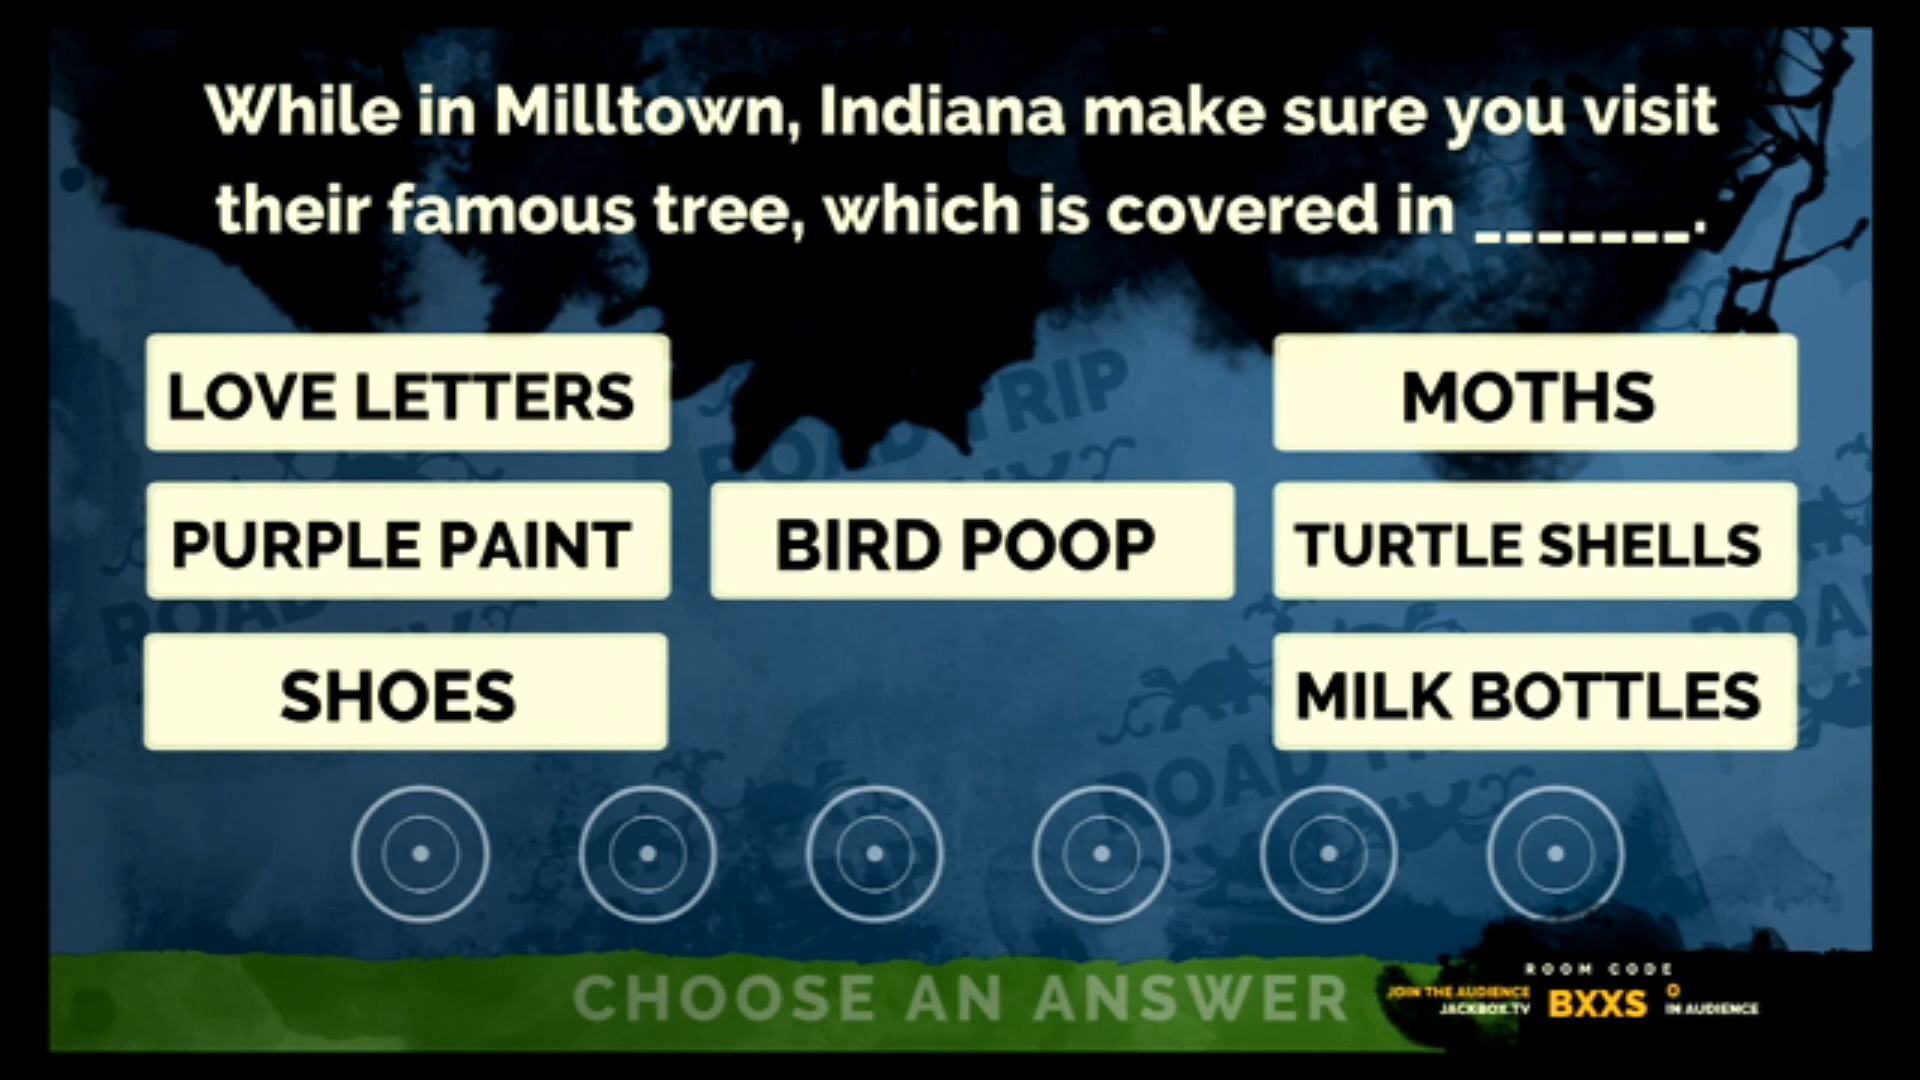 While in Milltown, Indiana make sure you visit
their famous tree, which is covered in _______.
LOVE LETTERS
MOTHS
PURPLE PAINT
BIRD POOP
TURTLE SHELLS
SHOES
MILK BOTTLES
CHOOSE AN ANSWER
ROOM CODE
JOIN THE AUDIENCE
JACKBOX.TV
BXXS
0
IN AUDIENCE
ROAD TRIP